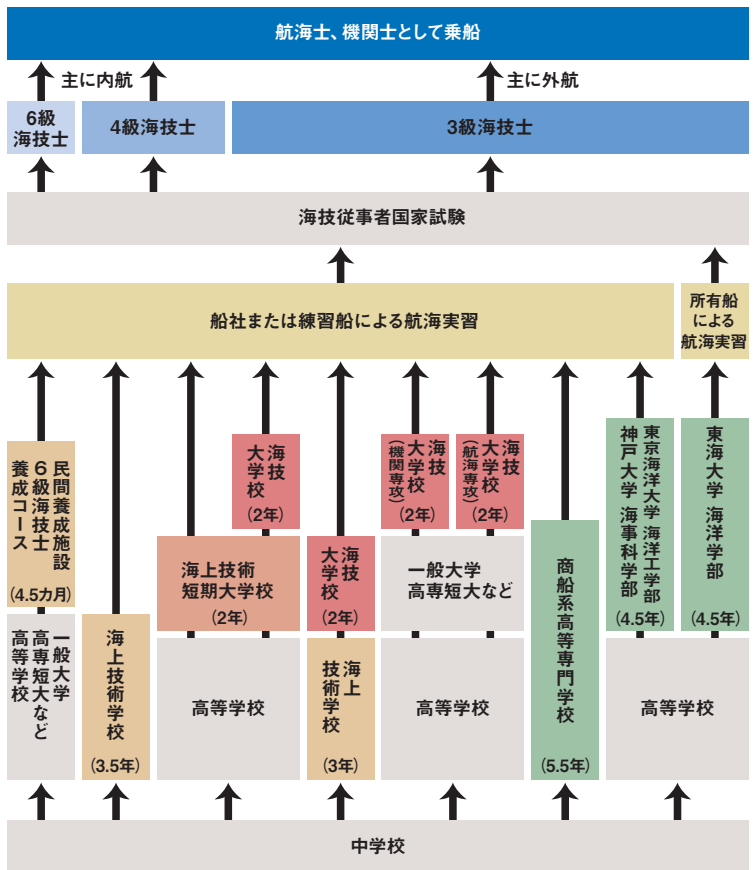 航海士、機関士として乗船
主に内航
主に外航
6級
海技士
4級海技士
3級海技士
海技従事者国家試験
船社または練習船による航海実習
所有船
による
航海実習
民間養成施設
６級海技士
養成コース
（4.5カ月）
一般大学
高専短大など
高等学校
海上技術学校
（3.5年）
海技
大学校
（2年）
海上技術
短期大学校
（2年）
高等学校
海技
大学校
（2年）
海上
技術学校
（3年）
海技
大学校
（機関専攻）
（2年）
海技
大学校
（航海専攻）
（2年）
一般大学
高専短大など
高等学校
商船系高等専門学校
（5.5年）
東京海洋大学 海洋工学部
神戸大学 海事科学部
（4.5年）
東海大学 海洋学部
（4.5年）
高等学校
中学校